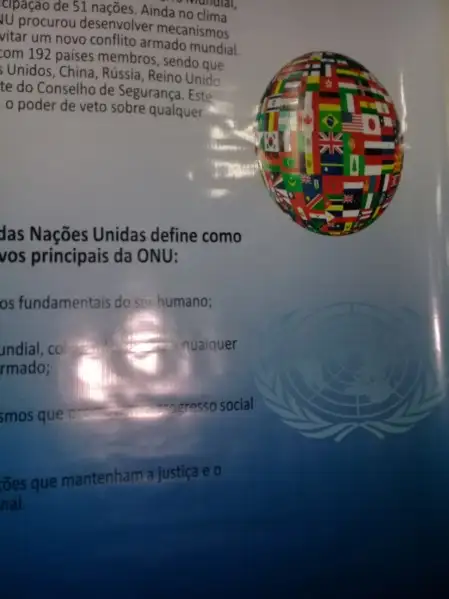 cipação de 51 nações. Ainda no clima
NU procurou desenvolver mecanismos
vitar um novo conflito armado mundial.
com 192 países membros, sendo que
s Unidos, China, Rússia, Reino Unido
te do Conselho de Segurança. Este
o poder de veto sobre qualquer
das Nações Unidas define como
vos principais da ONU:
os fundamentais do ser humano;
undial, qualquer
rmado;
smos que progresso social
ções que mantenham a justiça e o
nal.